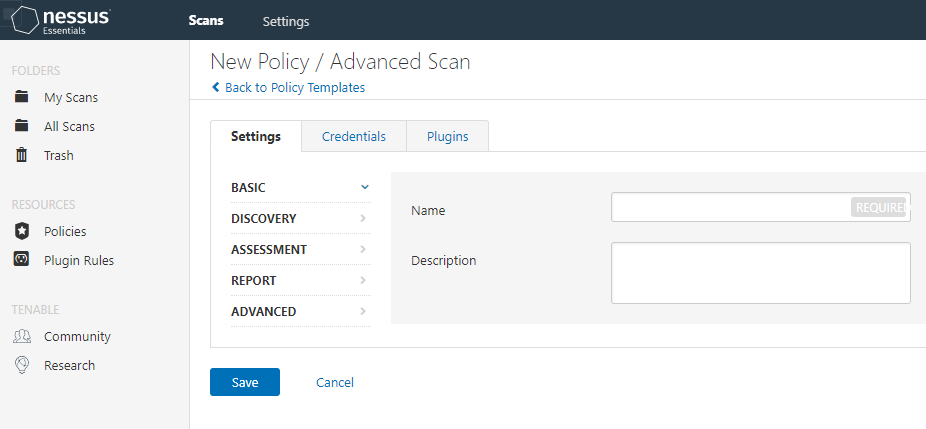 nessus
Essentials
Scans
Settings
FOLDERS
My Scans
All Scans
Trash
RESOURCES
Policies
Plugin Rules
TENABLE
Community
Research
New Policy / Advanced Scan
Back to Policy Templates
Settings
Credentials
Plugins
BASIC
DISCOVERY
ASSESSMENT
REPORT
ADVANCED
Name
REQUIRED
Description
Save
Cancel